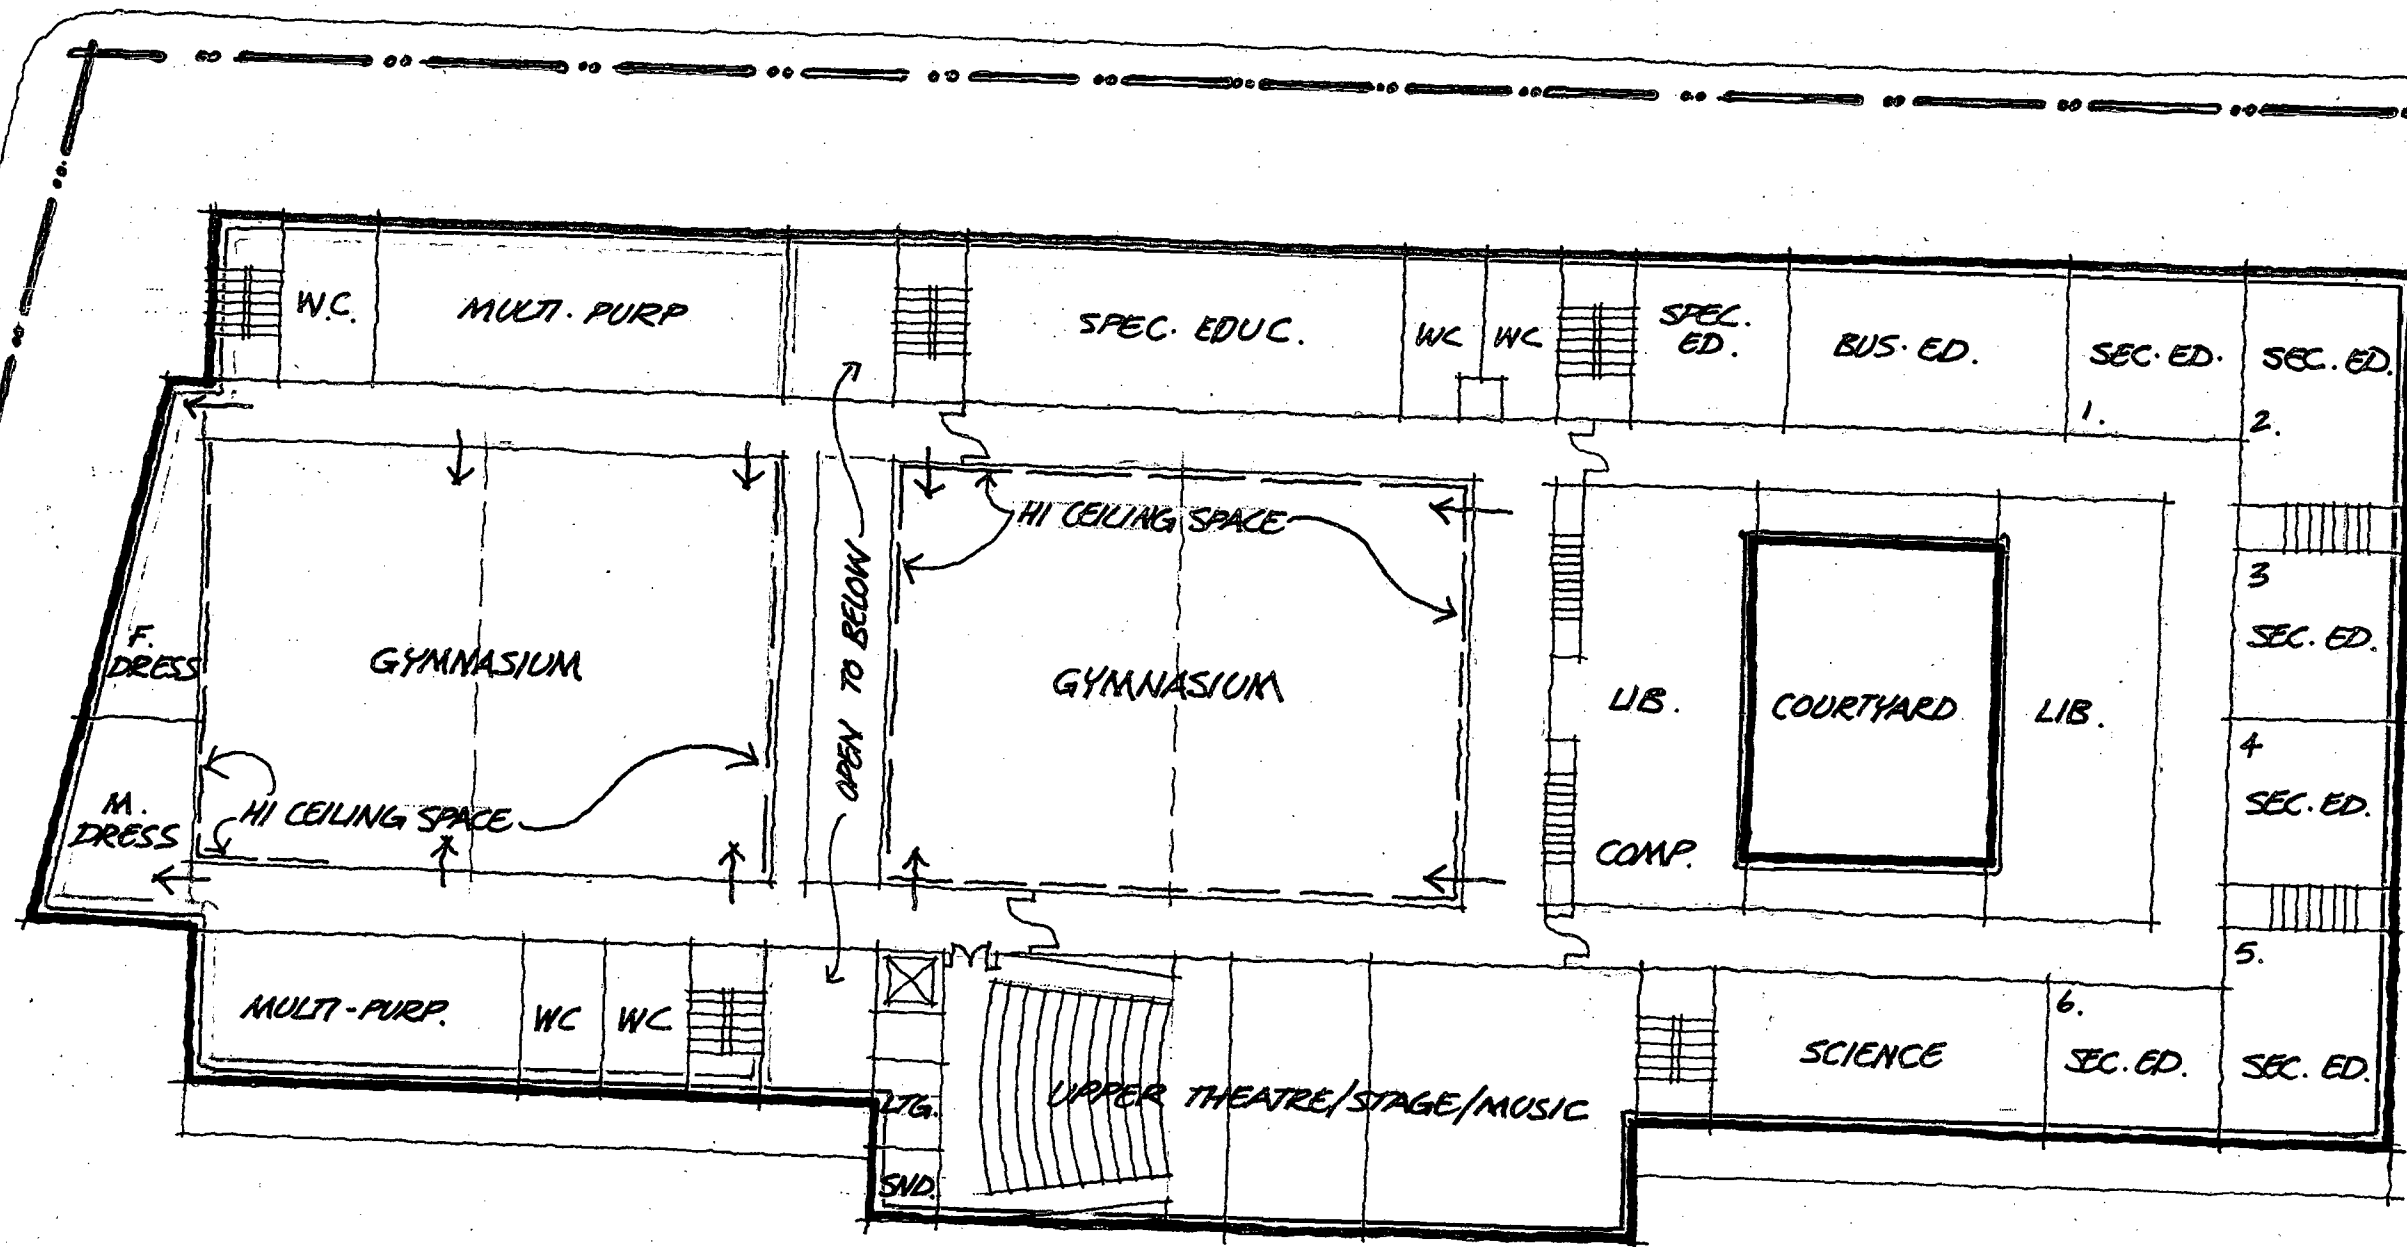 W.C.
MULTI-PURP
SPEC. EDUC.
WC
WC
SPEC.
ED.
BUS. ED.
SEC. ED.
1.
SEC. ED.
2.
HI CEILING SPACE
OPEN TO BELOW
F.
DRESS
GYMNASIUM
GYMNASIUM
LIB.
COURTYARD
LIB.
3
SEC. ED.
4
SEC. ED.
M.
DRESS
HI CEILING SPACE
COMP.
MULTI-PURP.
WC
WC
LTG.
SND.
UPPER THEATRE/STAGE/MUSIC
SCIENCE
6.
SEC. ED.
5.
SEC. ED.